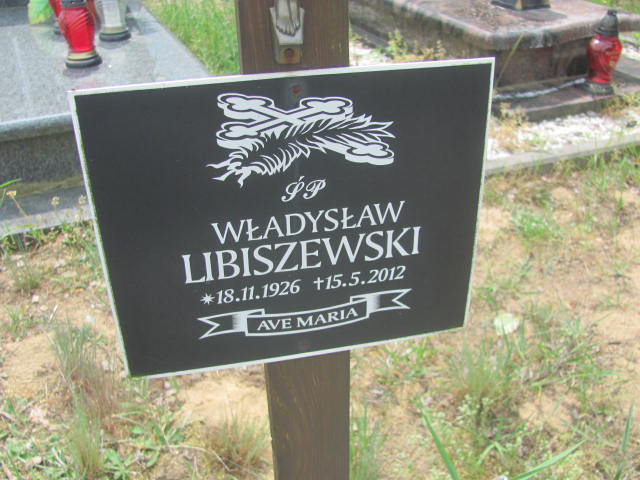 ŚP
WŁADYSŁAW
LIBISZEWSKI
*18.11.1926 †15.5.2012
AVE MARIA